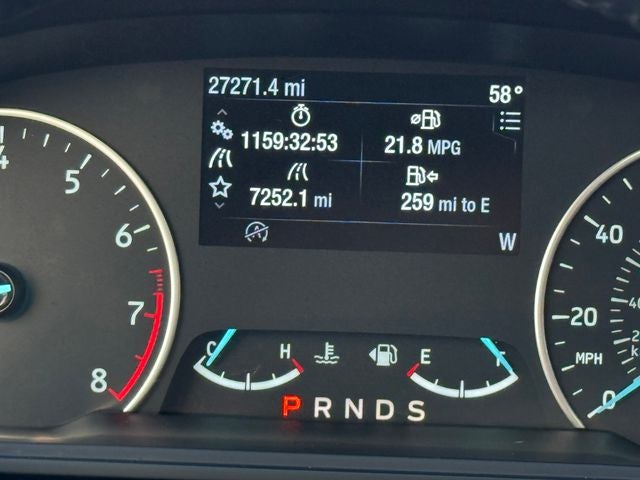 27271.4 mi 58°
1159:32:53 21.8 MPG
7252.1 mi 259 mi to E
W
4 5 6 7 8
40 20 0
MPH
C H E
P R N D S